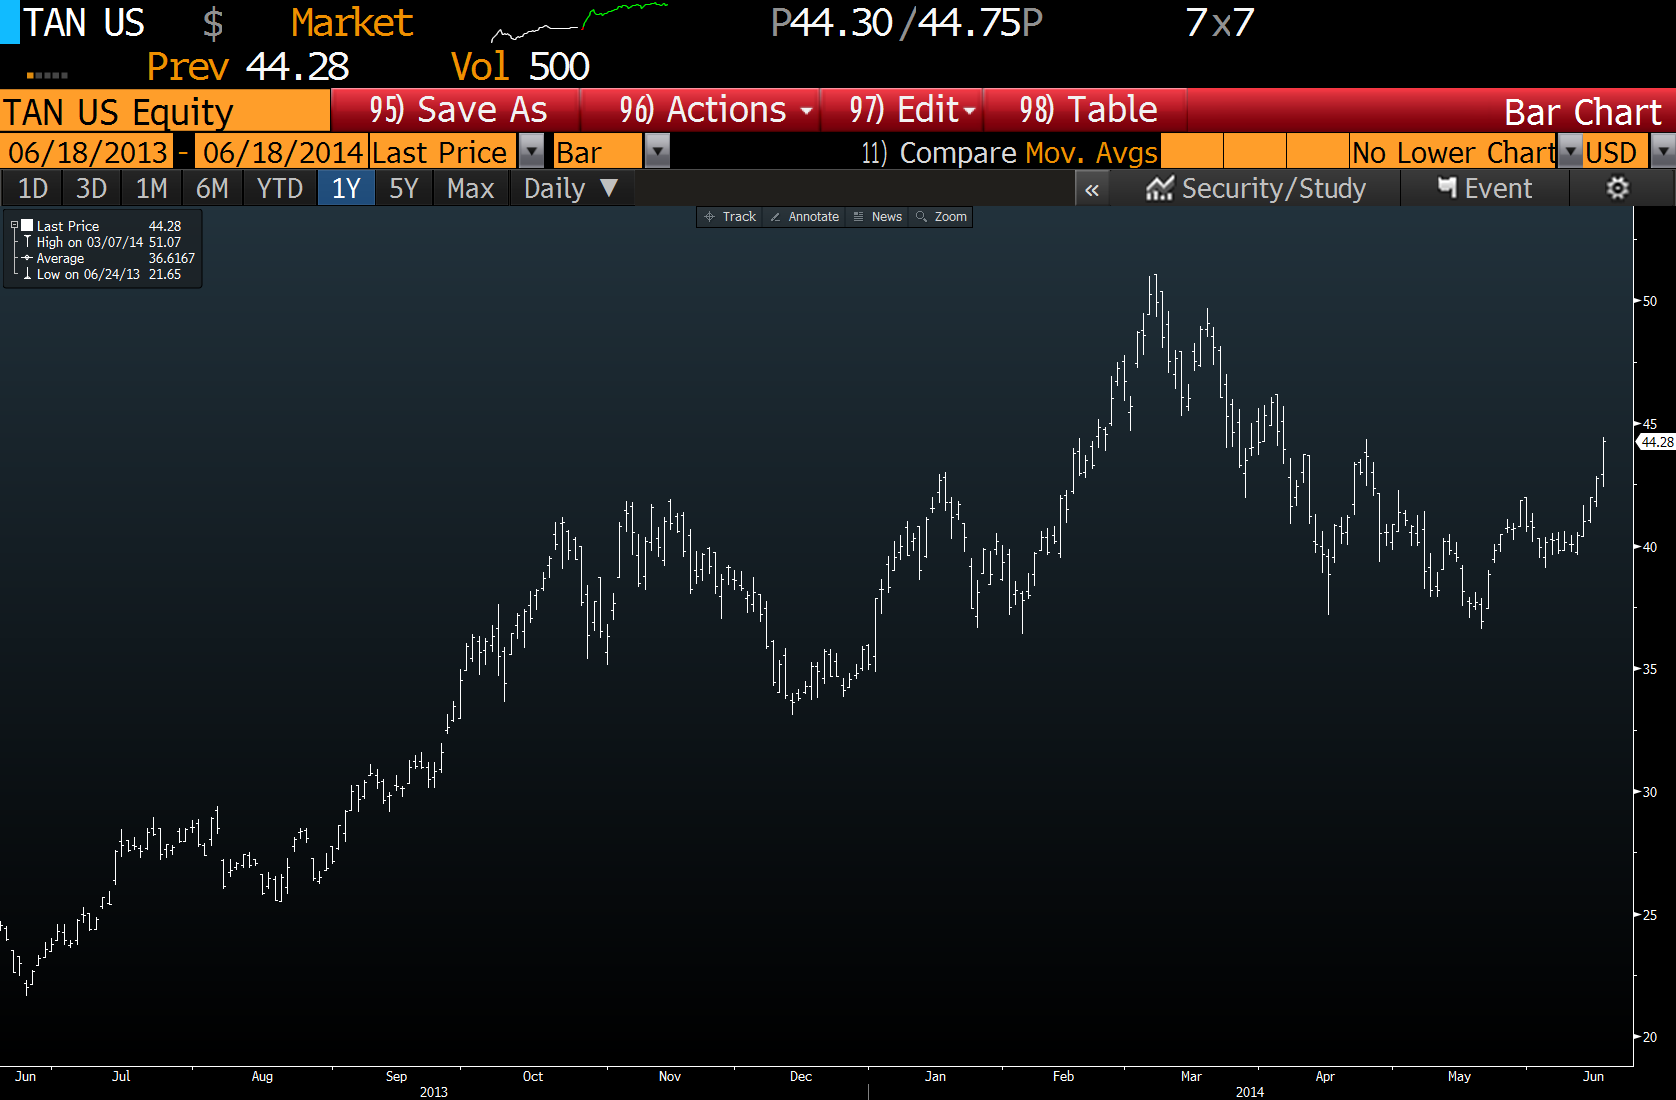 TAN US $ Market P44.30/44.75P 7x7
Prev 44.28 Vol 500
TAN US Equity 95) Save As 96) Actions 97) Edit 98) Table Bar Chart
06/18/2013 - 06/18/2014 Last Price Bar 11) Compare Mov. Avgs No Lower Chart USD
1D 3D 1M 6M YTD 1Y 5Y Max Daily ▼ « Security/Study Event
Track Annotate News Zoom
Last Price 44.28
High on 03/07/14 51.07
Average 36.6167
Low on 06/24/13 21.65
50
45
44.28
40
35
30
25
20
Jun Jul Aug Sep Oct Nov Dec Jan Feb Mar Apr May Jun
2013 2014